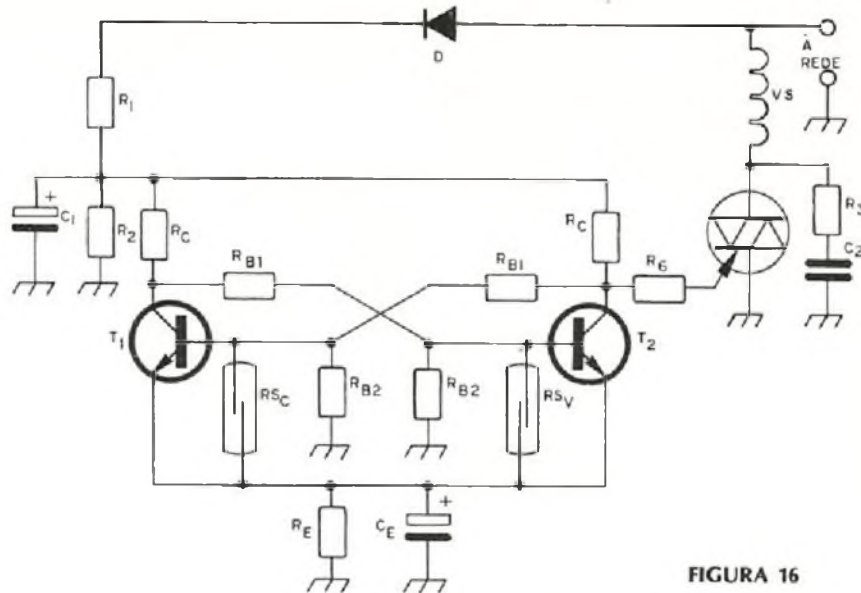 D
À
REDE
VS
R1
C1
+
R2
RC
RB1
RB1
RC
R6
R3
C2
T1
T2
RSC
RB2
RB2
RSV
RE
CE
+
FIGURA 16